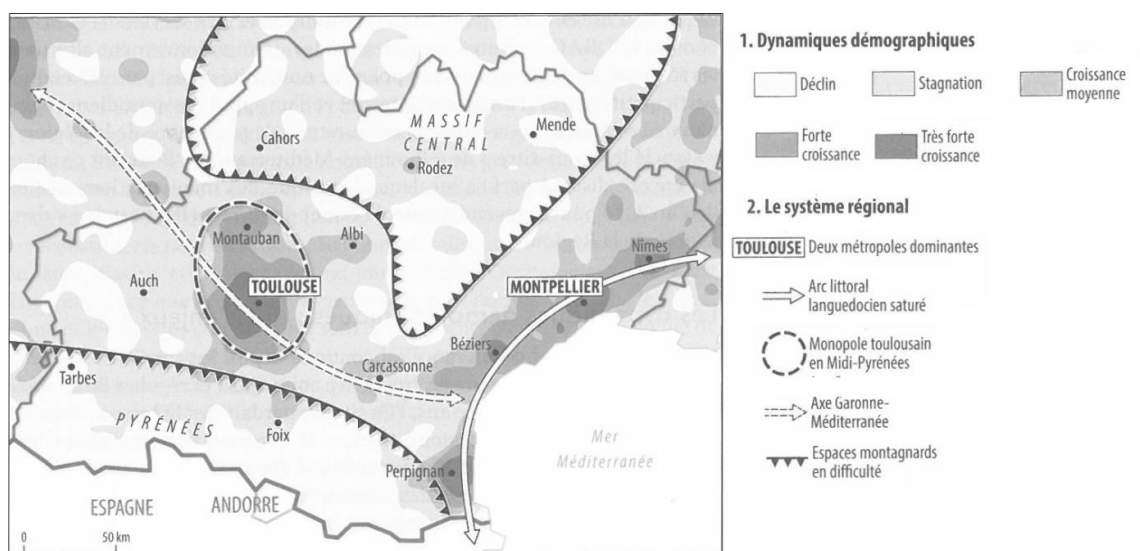 Cahors
MASSIF
CENTRAL
Mende
Rodez
Montauban
Albi
Nîmes
Auch
TOULOUSE
MONTPELLIER
Béziers
Carcassonne
Tarbes
PYRÉNÉES
Foix
Mer
Méditerranée
Perpignan
ESPAGNE
ANDORRE
0 50 km
1. Dynamiques démographiques
Déclin
Stagnation
Croissance
moyenne
Forte
croissance
Très forte
croissance
2. Le système régional
TOULOUSE Deux métropoles dominantes
Arc littoral
languedocien saturé
Monopole toulousain
en Midi-Pyrénées
Axe Garonne-
Méditerranée
Espaces montagnards
en difficulté